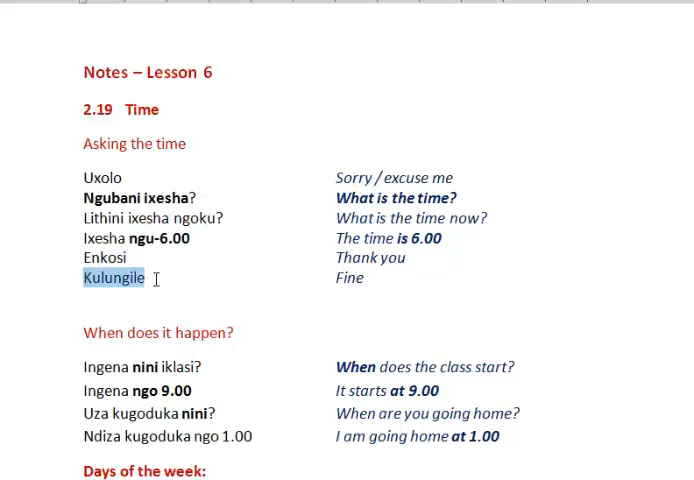 Notes – Lesson 6
2.19 Time
Asking the time
Uxolo Sorry / excuse me
Ngubani ixesha? What is the time?
Lithini ixesha ngoku? What is the time now?
Ixesha ngu-6.00 The time is 6.00
Enkosi Thank you
Kulungile Fine
When does it happen?
Ingena nini iklasi? When does the class start?
Ingena ngo 9.00 It starts at 9.00
Uza kugoduka nini? When are you going home?
Ndiza kugoduka ngo 1.00 I am going home at 1.00
Days of the week: